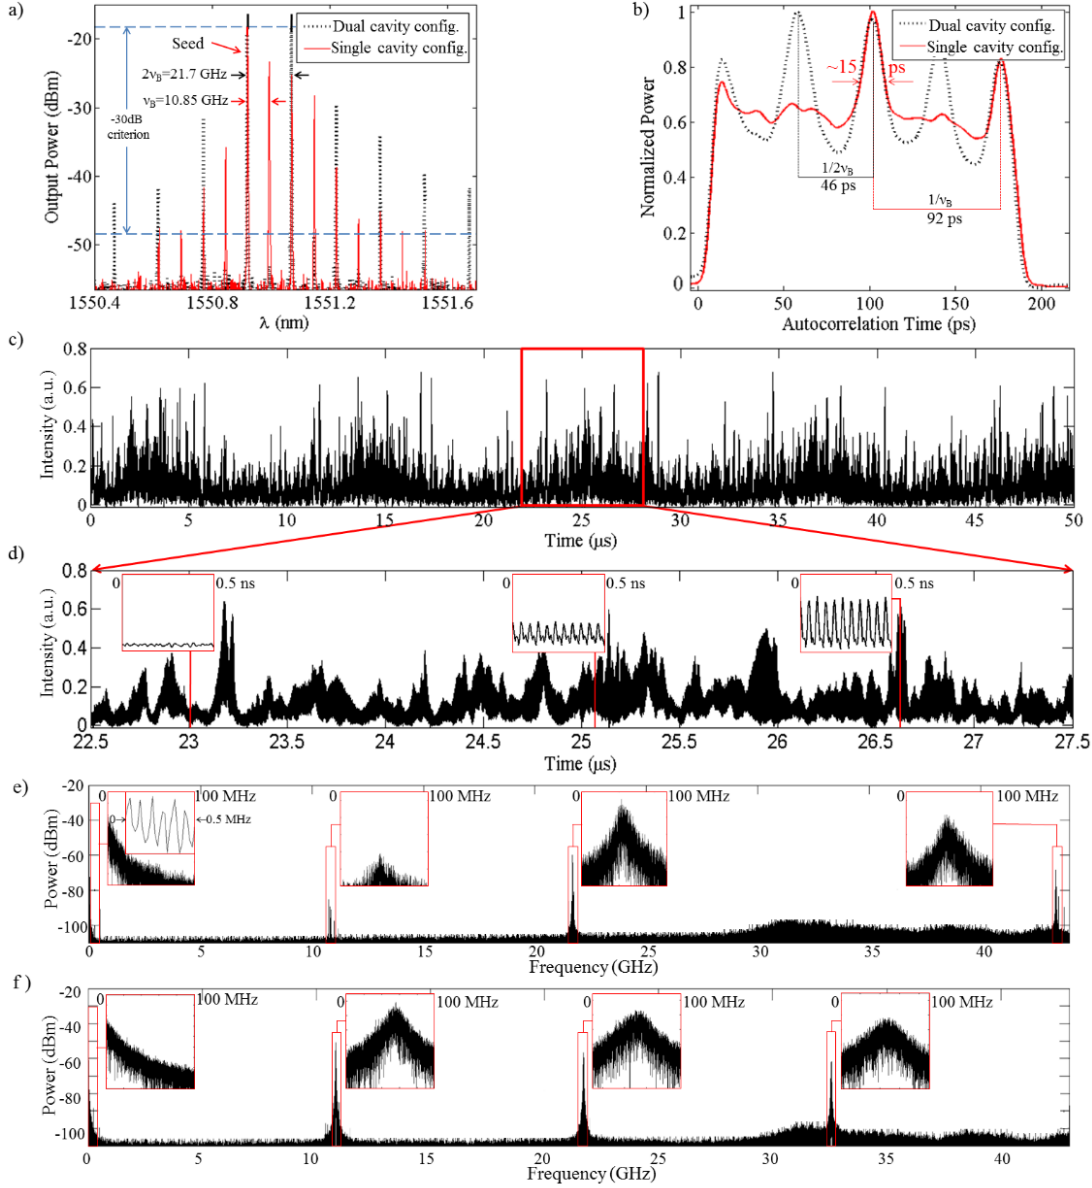 a)
Output Power (dBm)
-20
-30
-40
-50
Dual cavity config.
Single cavity config.
Seed
2νB=21.7 GHz
νB=10.85 GHz
-30dB
criterion
1550.4 1550.8 1551.2 1551.6
λ (nm)
b)
Normalized Power
1
0.8
0.6
0.4
0.2
0
Dual cavity config.
Single cavity config.
~15 ps
1/2νB
46 ps
1/νB
92 ps
0 50 100 150 200
Autocorrelation Time (ps)
c)
Intensity (a.u.)
0.8
0.6
0.4
0.2
0
0 5 10 15 20 25 30 35 40 45 50
Time (μs)
d)
Intensity (a.u.)
0.8
0.6
0.4
0.2
0
0 0.5 ns
0 0.5 ns
0 0.5 ns
22.5 23 23.5 24 24.5 25 25.5 26 26.5 27 27.5
Time (μs)
e)
Power (dBm)
-20
-40
-60
-80
-100
0 100 MHz
0 0.5 MHz
0 100 MHz
0 100 MHz
0 100 MHz
0 5 10 15 20 25 30 35 40
Frequency (GHz)
f)
Power (dBm)
-20
-40
-60
-80
-100
0 100 MHz
0 100 MHz
0 100 MHz
0 100 MHz
0 5 10 15 20 25 30 35 40
Frequency (GHz)